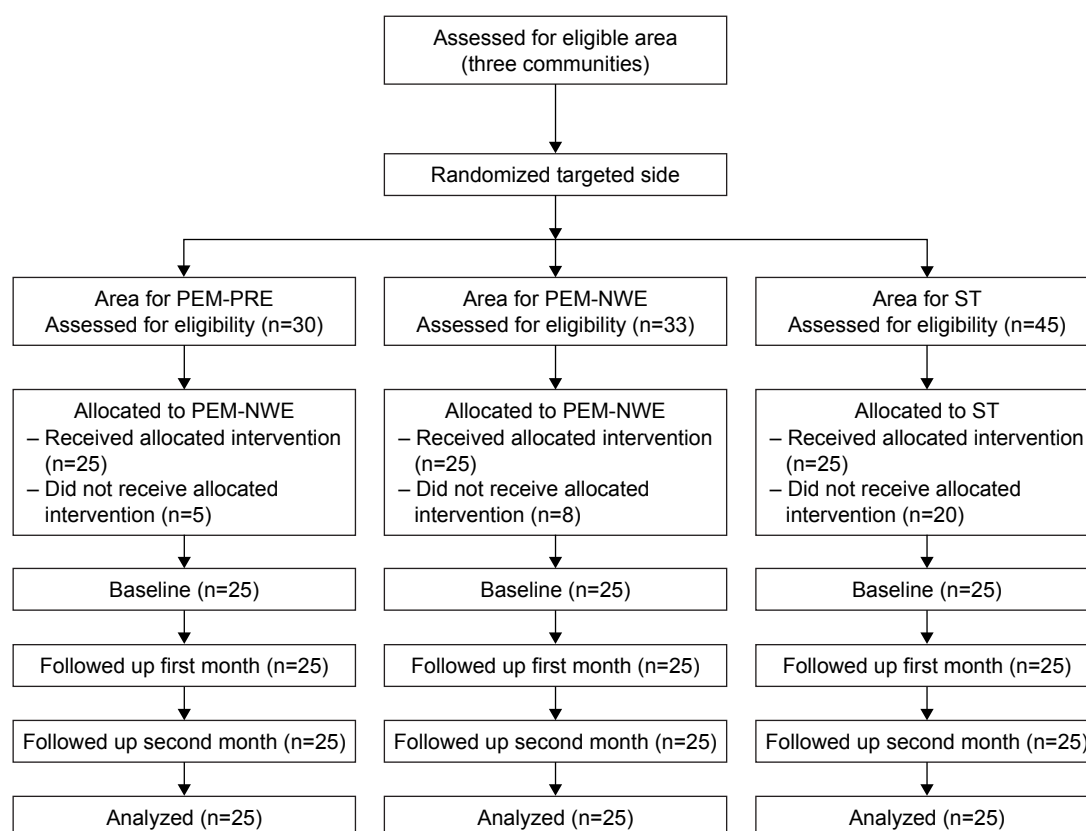 Assessed for eligible area
(three communities)
Randomized targeted side
Area for PEM-PRE
Assessed for eligibility (n=30)
Area for PEM-NWE
Assessed for eligibility (n=33)
Area for ST
Assessed for eligibility (n=45)
Allocated to PEM-NWE
– Received allocated intervention
(n=25)
– Did not receive allocated
intervention (n=5)
Allocated to PEM-NWE
– Received allocated intervention
(n=25)
– Did not receive allocated
intervention (n=8)
Allocated to ST
– Received allocated intervention
(n=25)
– Did not receive allocated
intervention (n=20)
Baseline (n=25)
Baseline (n=25)
Baseline (n=25)
Followed up first month (n=25)
Followed up first month (n=25)
Followed up first month (n=25)
Followed up second month (n=25)
Followed up second month (n=25)
Followed up second month (n=25)
Analyzed (n=25)
Analyzed (n=25)
Analyzed (n=25)